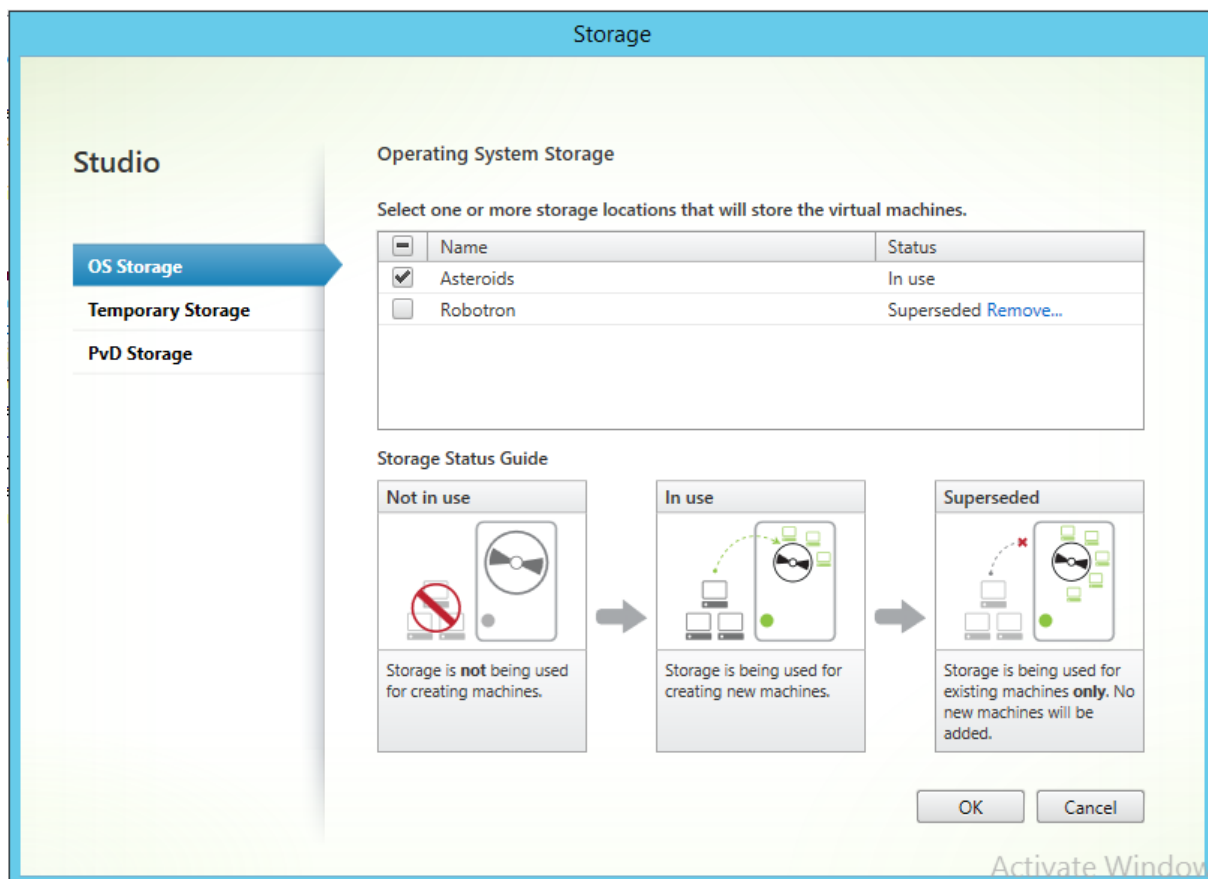 Storage
Studio
OS Storage
Temporary Storage
PvD Storage
Operating System Storage
Select one or more storage locations that will store the virtual machines.
Name Status
Asteroids In use
Robotron Superseded Remove...
Storage Status Guide
Not in use
Storage is not being used
for creating machines.
In use
Storage is being used for
creating new machines.
Superseded
Storage is being used for
existing machines only. No
new machines will be
added.
OK Cancel
Activate Window